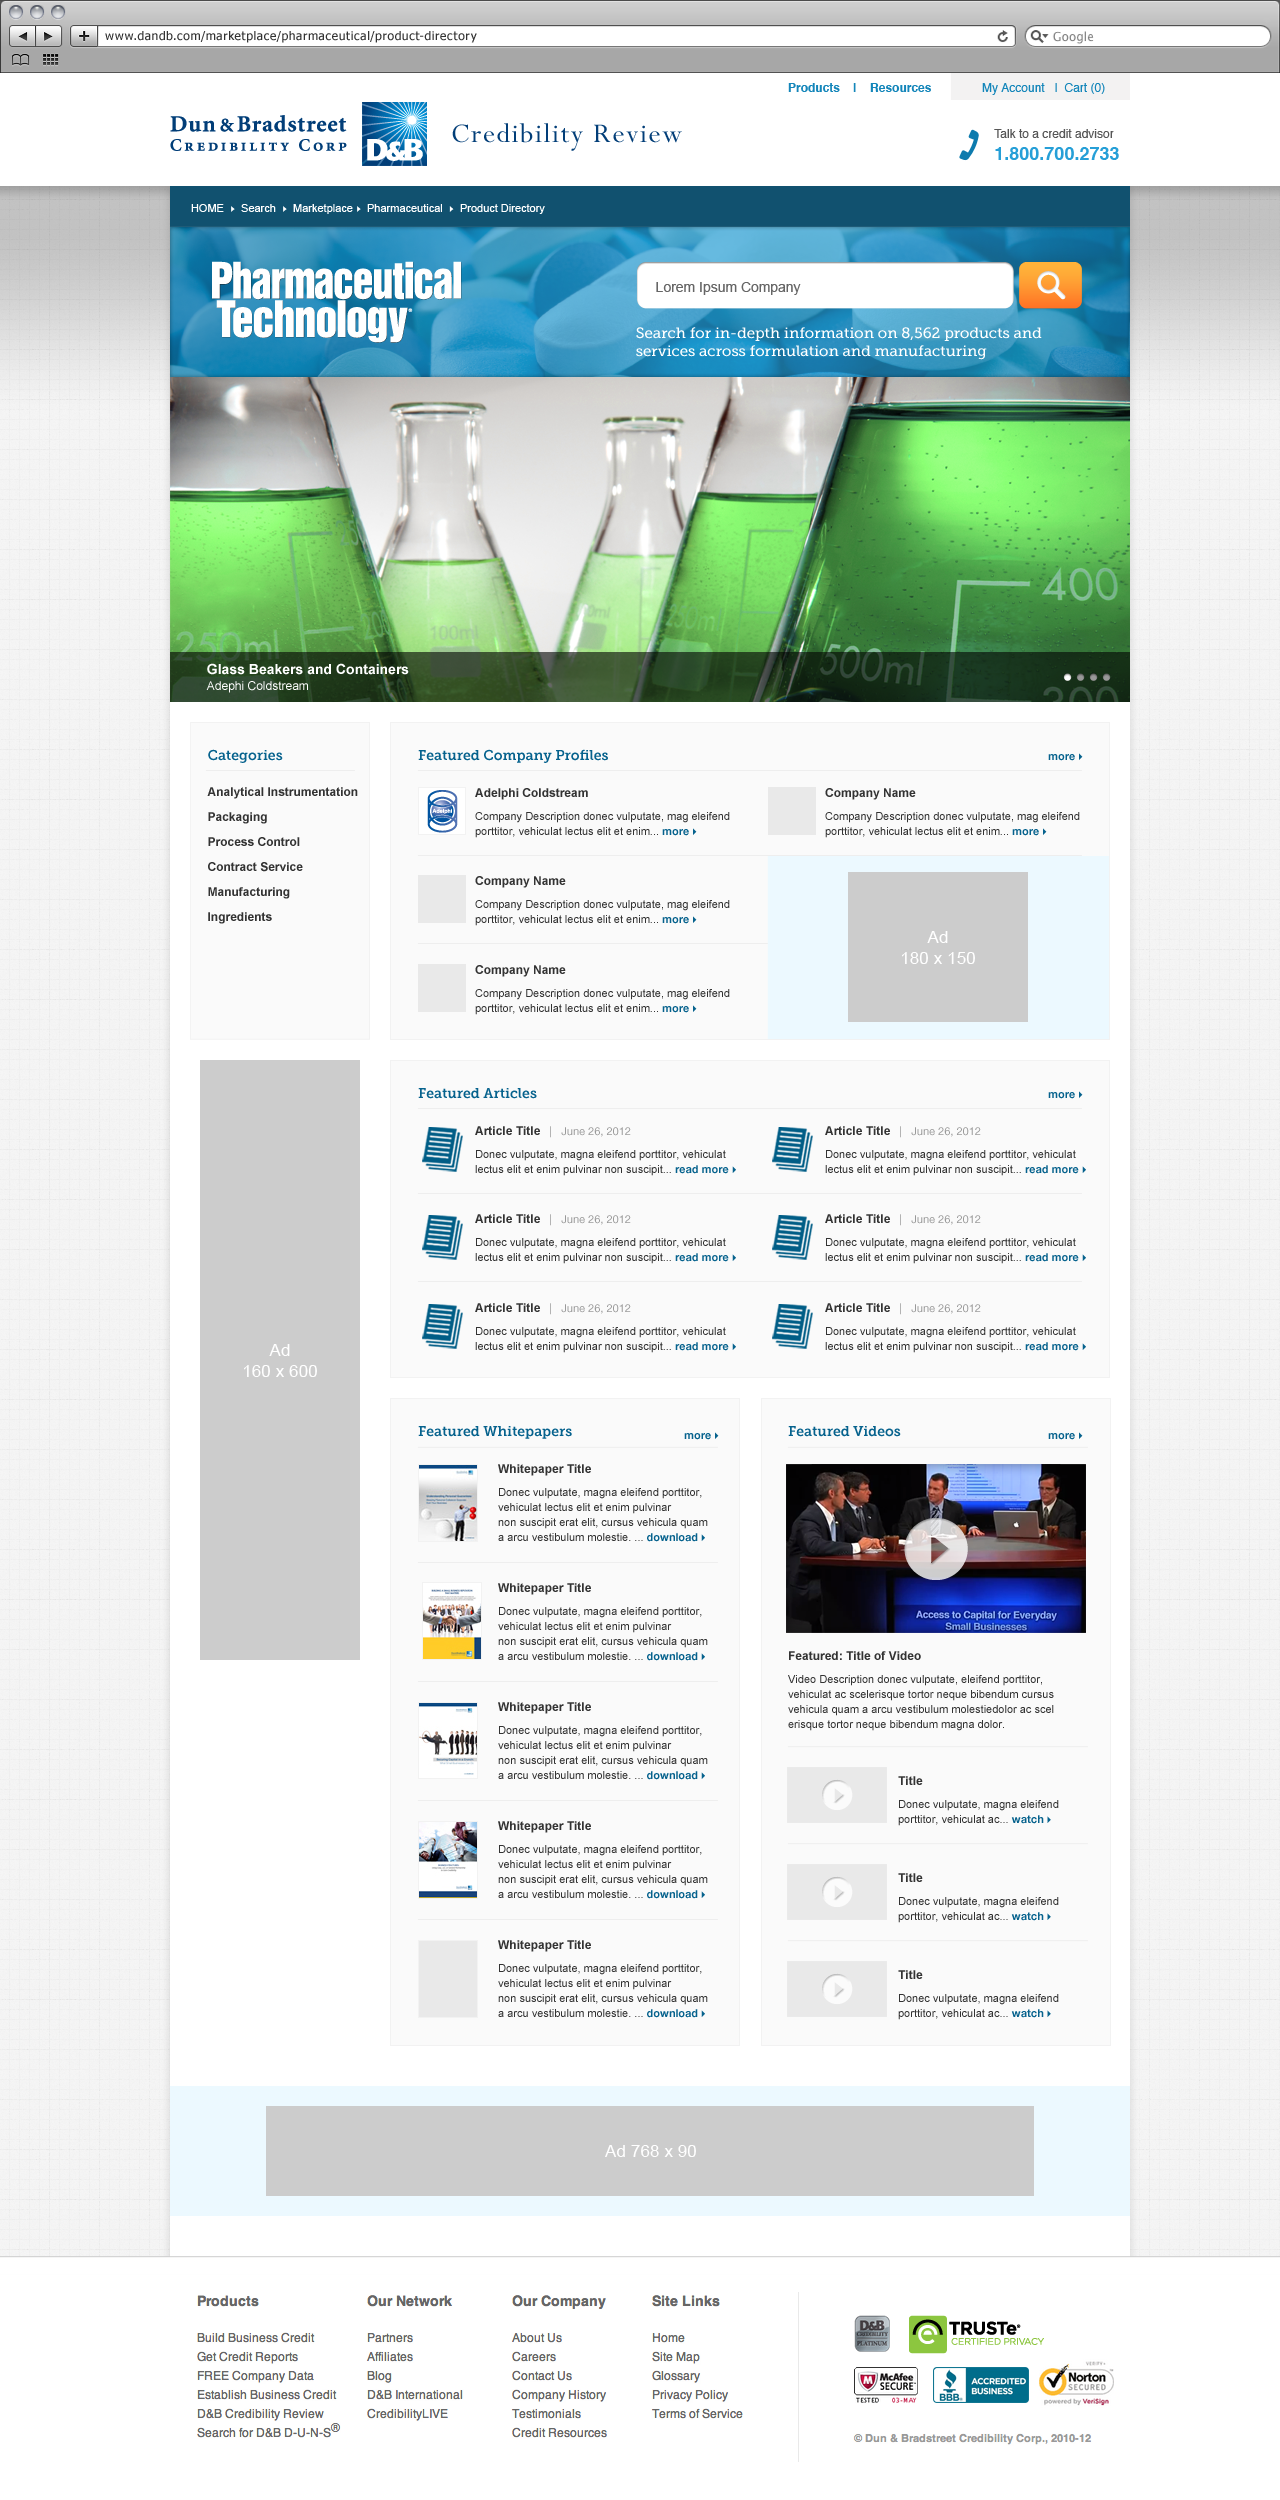 www.dandb.com/marketplace/pharmaceutical/product-directory
Google
Products | Resources
My Account | Cart (0)
Dun & Bradstreet
CREDIBILITY CORP
D&B
Credibility Review
Talk to a credit advisor
1.800.700.2733
HOME Search Marketplace Pharmaceutical Product Directory
Pharmaceutical
Technology
Lorem Ipsum Company
Search for in-depth information on 8,562 products and
services across formulation and manufacturing
400
250ml
100ml
250m
500ml
Glass Beakers and Containers
Adephi Coldstream
Categories
Analytical Instrumentation
Packaging
Process Control
Contract Service
Manufacturing
Ingredients
Featured Company Profiles
more
Adelphi
Adelphi Coldstream
Company Description donec vulputate, mag eleifend
porttitor, vehiculat lectus elit et enim... more
Company Name
Company Description donec vulputate, mag eleifend
porttitor, vehiculat lectus elit et enim... more
Company Name
Company Description donec vulputate, mag eleifend
porttitor, vehiculat lectus elit et enim... more
Company Name
Company Description donec vulputate, mag eleifend
porttitor, vehiculat lectus elit et enim... more
Ad
180 x 150
Ad
160 x 600
Featured Articles
more
Article Title | June 26, 2012
Donec vulputate, magna eleifend porttitor, vehiculat
lectus elit et enim pulvinar non suscipit... read more
Article Title | June 26, 2012
Donec vulputate, magna eleifend porttitor, vehiculat
lectus elit et enim pulvinar non suscipit... read more
Article Title | June 26, 2012
Donec vulputate, magna eleifend porttitor, vehiculat
lectus elit et enim pulvinar non suscipit... read more
Article Title | June 26, 2012
Donec vulputate, magna eleifend porttitor, vehiculat
lectus elit et enim pulvinar non suscipit... read more
Article Title | June 26, 2012
Donec vulputate, magna eleifend porttitor, vehiculat
lectus elit et enim pulvinar non suscipit... read more
Article Title | June 26, 2012
Donec vulputate, magna eleifend porttitor, vehiculat
lectus elit et enim pulvinar non suscipit... read more
Featured Whitepapers
more
Whitepaper Title
Donec vulputate, magna eleifend porttitor,
vehiculat lectus elit et enim pulvinar
non suscipit erat elit, cursus vehicula quam
a arcu vestibulum molestie. ... download
Whitepaper Title
Donec vulputate, magna eleifend porttitor,
vehiculat lectus elit et enim pulvinar
non suscipit erat elit, cursus vehicula quam
a arcu vestibulum molestie. ... download
Whitepaper Title
Donec vulputate, magna eleifend porttitor,
vehiculat lectus elit et enim pulvinar
non suscipit erat elit, cursus vehicula quam
a arcu vestibulum molestie. ... download
Whitepaper Title
Donec vulputate, magna eleifend porttitor,
vehiculat lectus elit et enim pulvinar
non suscipit erat elit, cursus vehicula quam
a arcu vestibulum molestie. ... download
Whitepaper Title
Donec vulputate, magna eleifend porttitor,
vehiculat lectus elit et enim pulvinar
non suscipit erat elit, cursus vehicula quam
a arcu vestibulum molestie. ... download
Featured Videos
more
Access to Capital for Everyday
Small Businesses
Featured: Title of Video
Video Description donec vulputate, eleifend porttitor,
vehiculat ac scelerisque tortor neque bibendum cursus
vehicula quam a arcu vestibulum molestiedolor ac scel
erisque tortor neque bibendum magna dolor.
Title
Donec vulputate, magna eleifend
porttitor, vehiculat ac... watch
Title
Donec vulputate, magna eleifend
porttitor, vehiculat ac... watch
Title
Donec vulputate, magna eleifend
porttitor, vehiculat ac... watch
Ad 768 x 90
Products
Build Business Credit
Get Credit Reports
FREE Company Data
Establish Business Credit
D&B Credibility Review
Search for D&B D-U-N-S®
Our Network
Partners
Affiliates
Blog
D&B International
CredibilityLIVE
Our Company
About Us
Careers
Contact Us
Company History
Testimonials
Credit Resources
Site Links
Home
Site Map
Glossary
Privacy Policy
Terms of Service
D&B
CREDIBILITY
PLATINUM
TRUSTe
CERTIFIED PRIVACY
McAfee
SECURE
TESTED 03-MAY
BBB
ACCREDITED
BUSINESS
VERIFY
Norton
SECURED
powered by VeriSign
© Dun & Bradstreet Credibility Corp., 2010-12